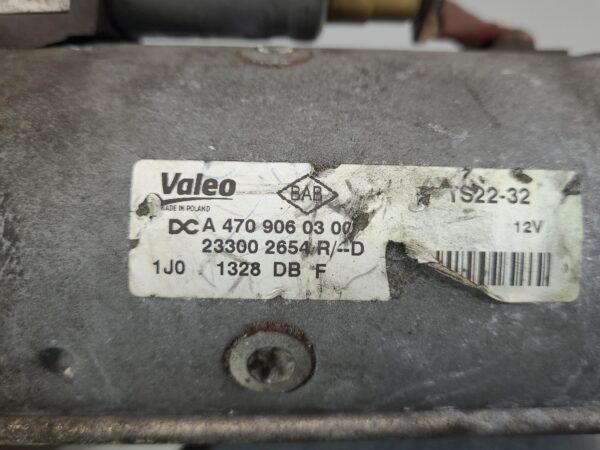 Valeo
MADE IN POLAND
BAB
TS22-32
12V
DC A 470 906 03 00
23300 2654 R/--D
1J0 1328 DB F